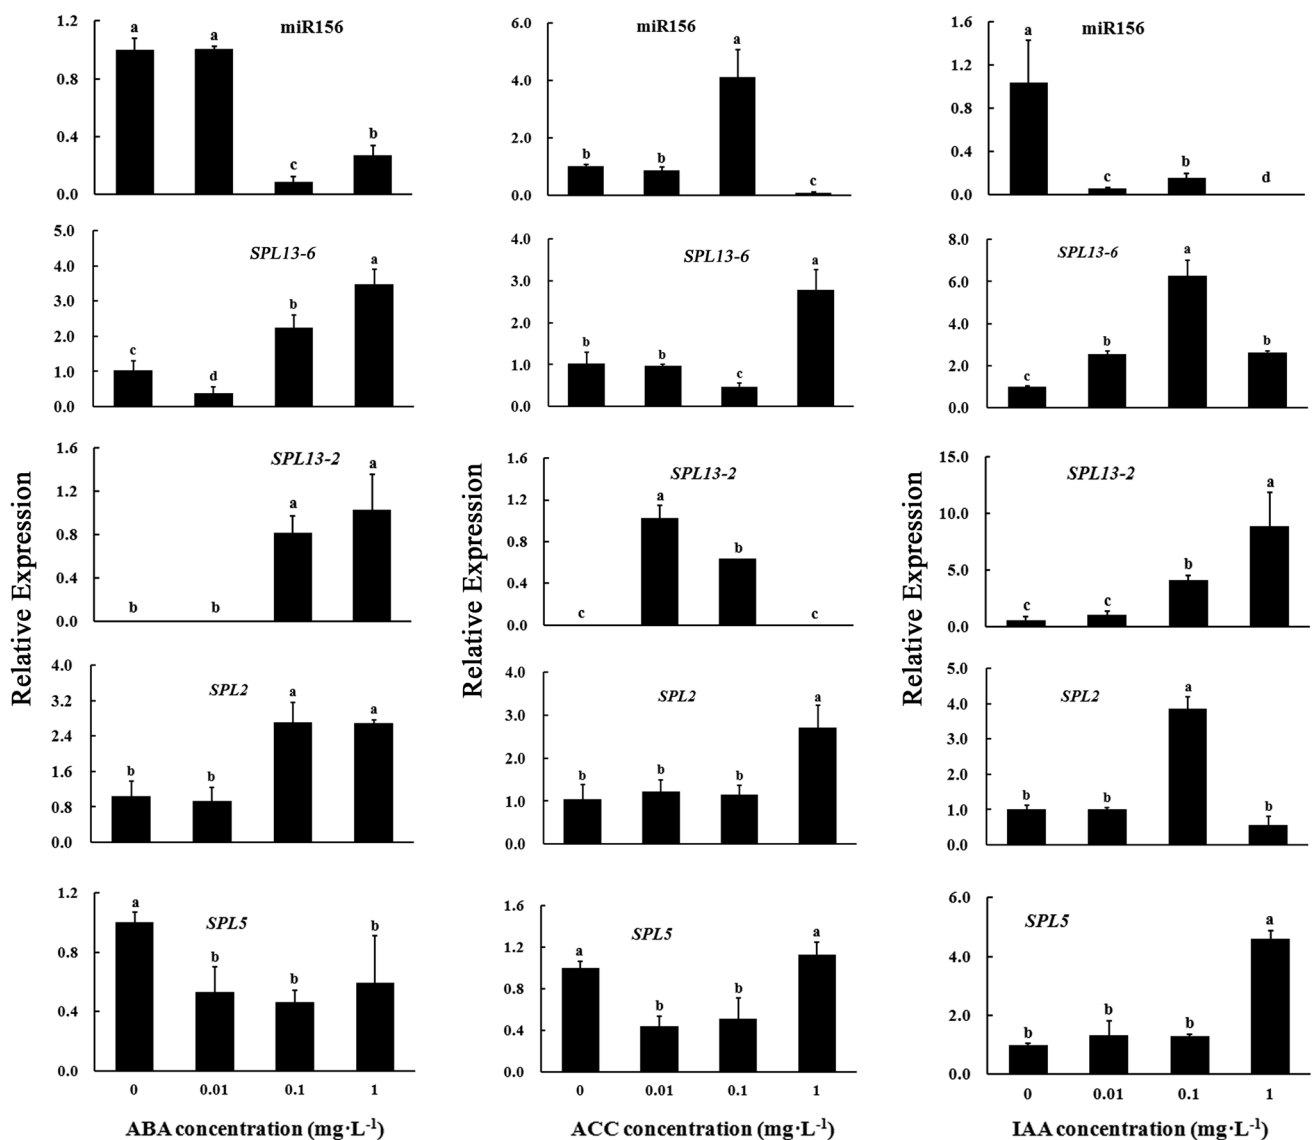 miR156
1.2
0.8
0.4
0.0
a
a
c
b
miR156
6.0
4.0
2.0
0.0
b
b
a
c
miR156
1.6
1.2
0.8
0.4
0.0
a
c
b
d
SPL13-6
5.0
4.0
3.0
2.0
1.0
0.0
c
d
b
a
SPL13-6
4.0
3.0
2.0
1.0
0.0
b
b
c
a
SPL13-6
8.0
6.0
4.0
2.0
0.0
c
b
a
b
Relative Expression
SPL13-2
1.6
1.2
0.8
0.4
0.0
b
b
a
a
Relative Expression
SPL13-2
1.6
1.2
0.8
0.4
0.0
c
a
b
c
Relative Expression
SPL13-2
15.0
10.0
5.0
0.0
c
c
b
a
SPL2
4.0
3.2
2.4
1.6
0.8
0.0
b
b
a
a
SPL2
4.0
3.0
2.0
1.0
0.0
b
b
b
a
SPL2
5.0
4.0
3.0
2.0
1.0
0.0
b
b
a
b
SPL5
1.2
0.8
0.4
0.0
a
b
b
b
0 0.01 0.1 1
ABA concentration (mg·L⁻¹)
SPL5
1.6
1.2
0.8
0.4
0.0
a
b
b
a
0 0.01 0.1 1
ACC concentration (mg·L⁻¹)
SPL5
6.0
4.0
2.0
0.0
b
b
b
a
0 0.01 0.1 1
IAA concentration (mg·L⁻¹)